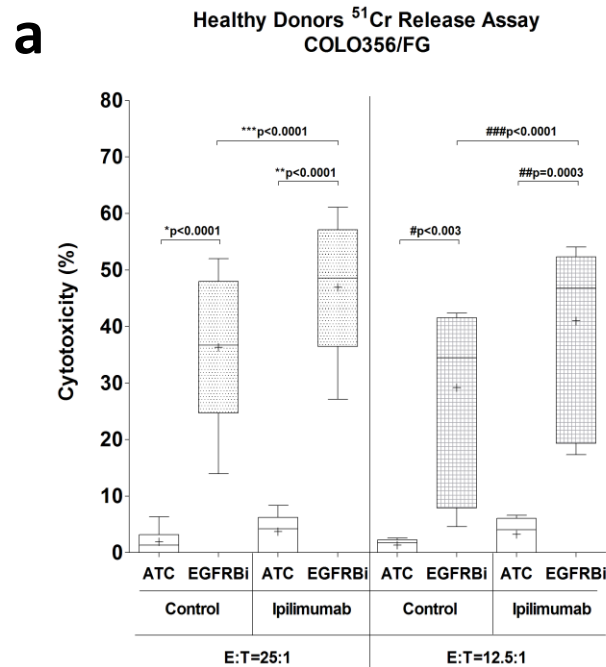 a
Healthy Donors ⁵¹Cr Release Assay
COLO356/FG
Cytotoxicity (%)
80
70
60
50
40
30
20
10
0
***p<0.0001
**p<0.0001
*p<0.0001
###p<0.0001
##p=0.0003
#p<0.003
ATC EGFRBi ATC EGFRBi ATC EGFRBi ATC EGFRBi
Control Ipilimumab Control Ipilimumab
E:T=25:1 E:T=12.5:1